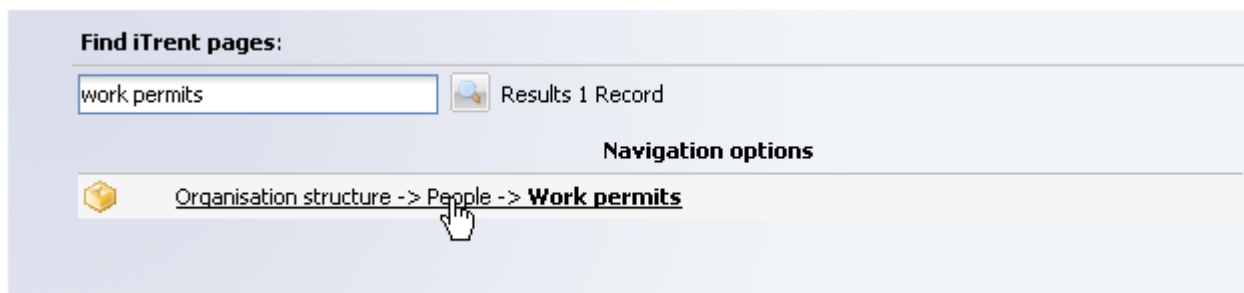 Find iTrent pages:
work permits Results 1 Record
Navigation options
Organisation structure -> People -> Work permits